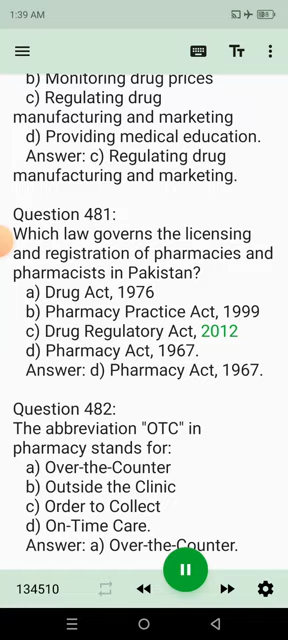 1:39 AM
b) Monitoring drug prices
c) Regulating drug
manufacturing and marketing
d) Providing medical education.
Answer: c) Regulating drug
manufacturing and marketing.
Question 481:
Which law governs the licensing
and registration of pharmacies and
pharmacists in Pakistan?
a) Drug Act, 1976
b) Pharmacy Practice Act, 1999
c) Drug Regulatory Act, 2012
d) Pharmacy Act, 1967.
Answer: d) Pharmacy Act, 1967.
Question 482:
The abbreviation "OTC" in
pharmacy stands for:
a) Over-the-Counter
b) Outside the Clinic
c) Order to Collect
d) On-Time Care.
Answer: a) Over-the-Counter.
134510